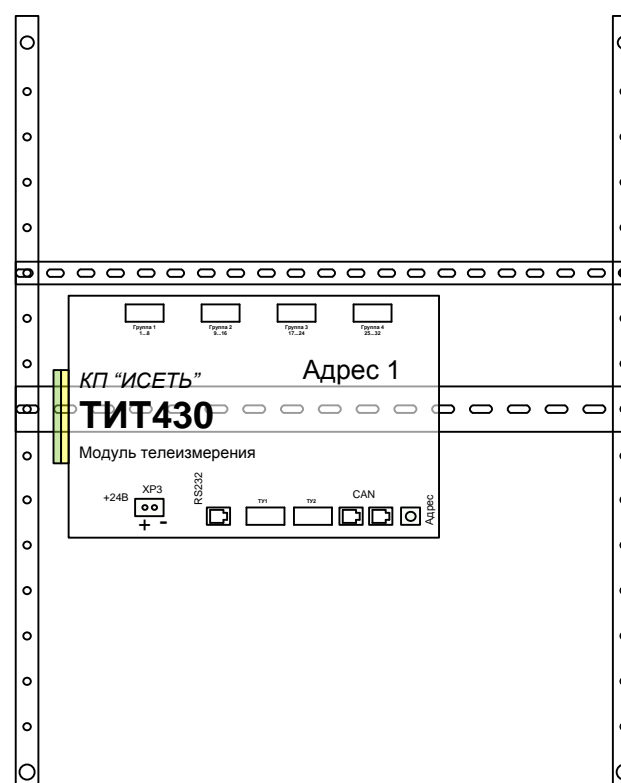 Группа 1 Группа 2 Группа 3 Группа 4
1...8 9...16 17...24 25...32
Адрес 1
КП "ИСЕТЬ"
ТИТ430
Модуль телеизмерения
RS232
+24В XP3 ТУ1 ТУ2 CAN Адрес
+ -